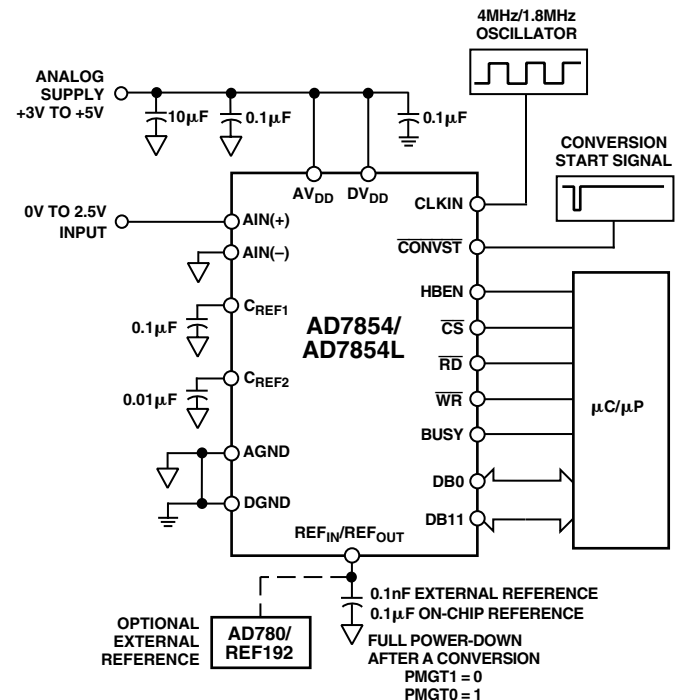 4MHz/1.8MHz
OSCILLATOR
ANALOG
SUPPLY
+3V TO +5V
10µF
0.1µF
0.1µF
CONVERSION
START SIGNAL
AVDD
DVDD
CLKIN
0V TO 2.5V
INPUT
AIN(+)
CONVST
AIN(–)
HBEN
CREF1
0.1µF
AD7854/
AD7854L
CS
RD
CREF2
0.01µF
WR
µC/µP
BUSY
AGND
DB0
DGND
DB11
REFIN/REFOUT
0.1nF EXTERNAL REFERENCE
0.1µF ON-CHIP REFERENCE
OPTIONAL
EXTERNAL
REFERENCE
AD780/
REF192
FULL POWER-DOWN
AFTER A CONVERSION
PMGT1 = 0
PMGT0 = 1